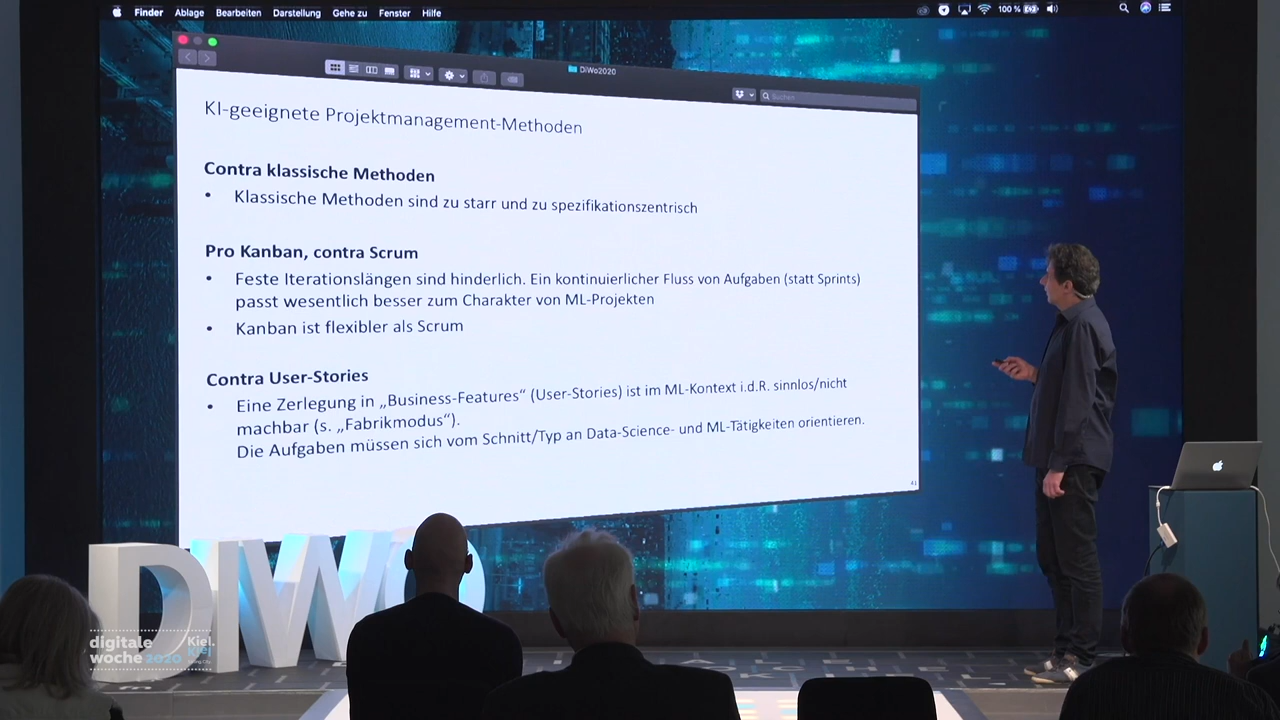 Finder Ablage Bearbeiten Darstellung Gehe zu Fenster Hilfe 100 %
DiWo2020
Suchen
KI-geeignete Projektmanagement-Methoden
Contra klassische Methoden
• Klassische Methoden sind zu starr und zu spezifikationszentrisch
Pro Kanban, contra Scrum
• Feste Iterationslängen sind hinderlich. Ein kontinuierlicher Fluss von Aufgaben (statt Sprints)
passt wesentlich besser zum Charakter von ML-Projekten
• Kanban ist flexibler als Scrum
Contra User-Stories
• Eine Zerlegung in „Business-Features“ (User-Stories) ist im ML-Kontext i.d.R. sinnlos/nicht
machbar (s. „Fabrikmodus“).
Die Aufgaben müssen sich vom Schnitt/Typ an Data-Science- und ML-Tätigkeiten orientieren.
41
DiWO
digitale
woche 2020
Kiel.